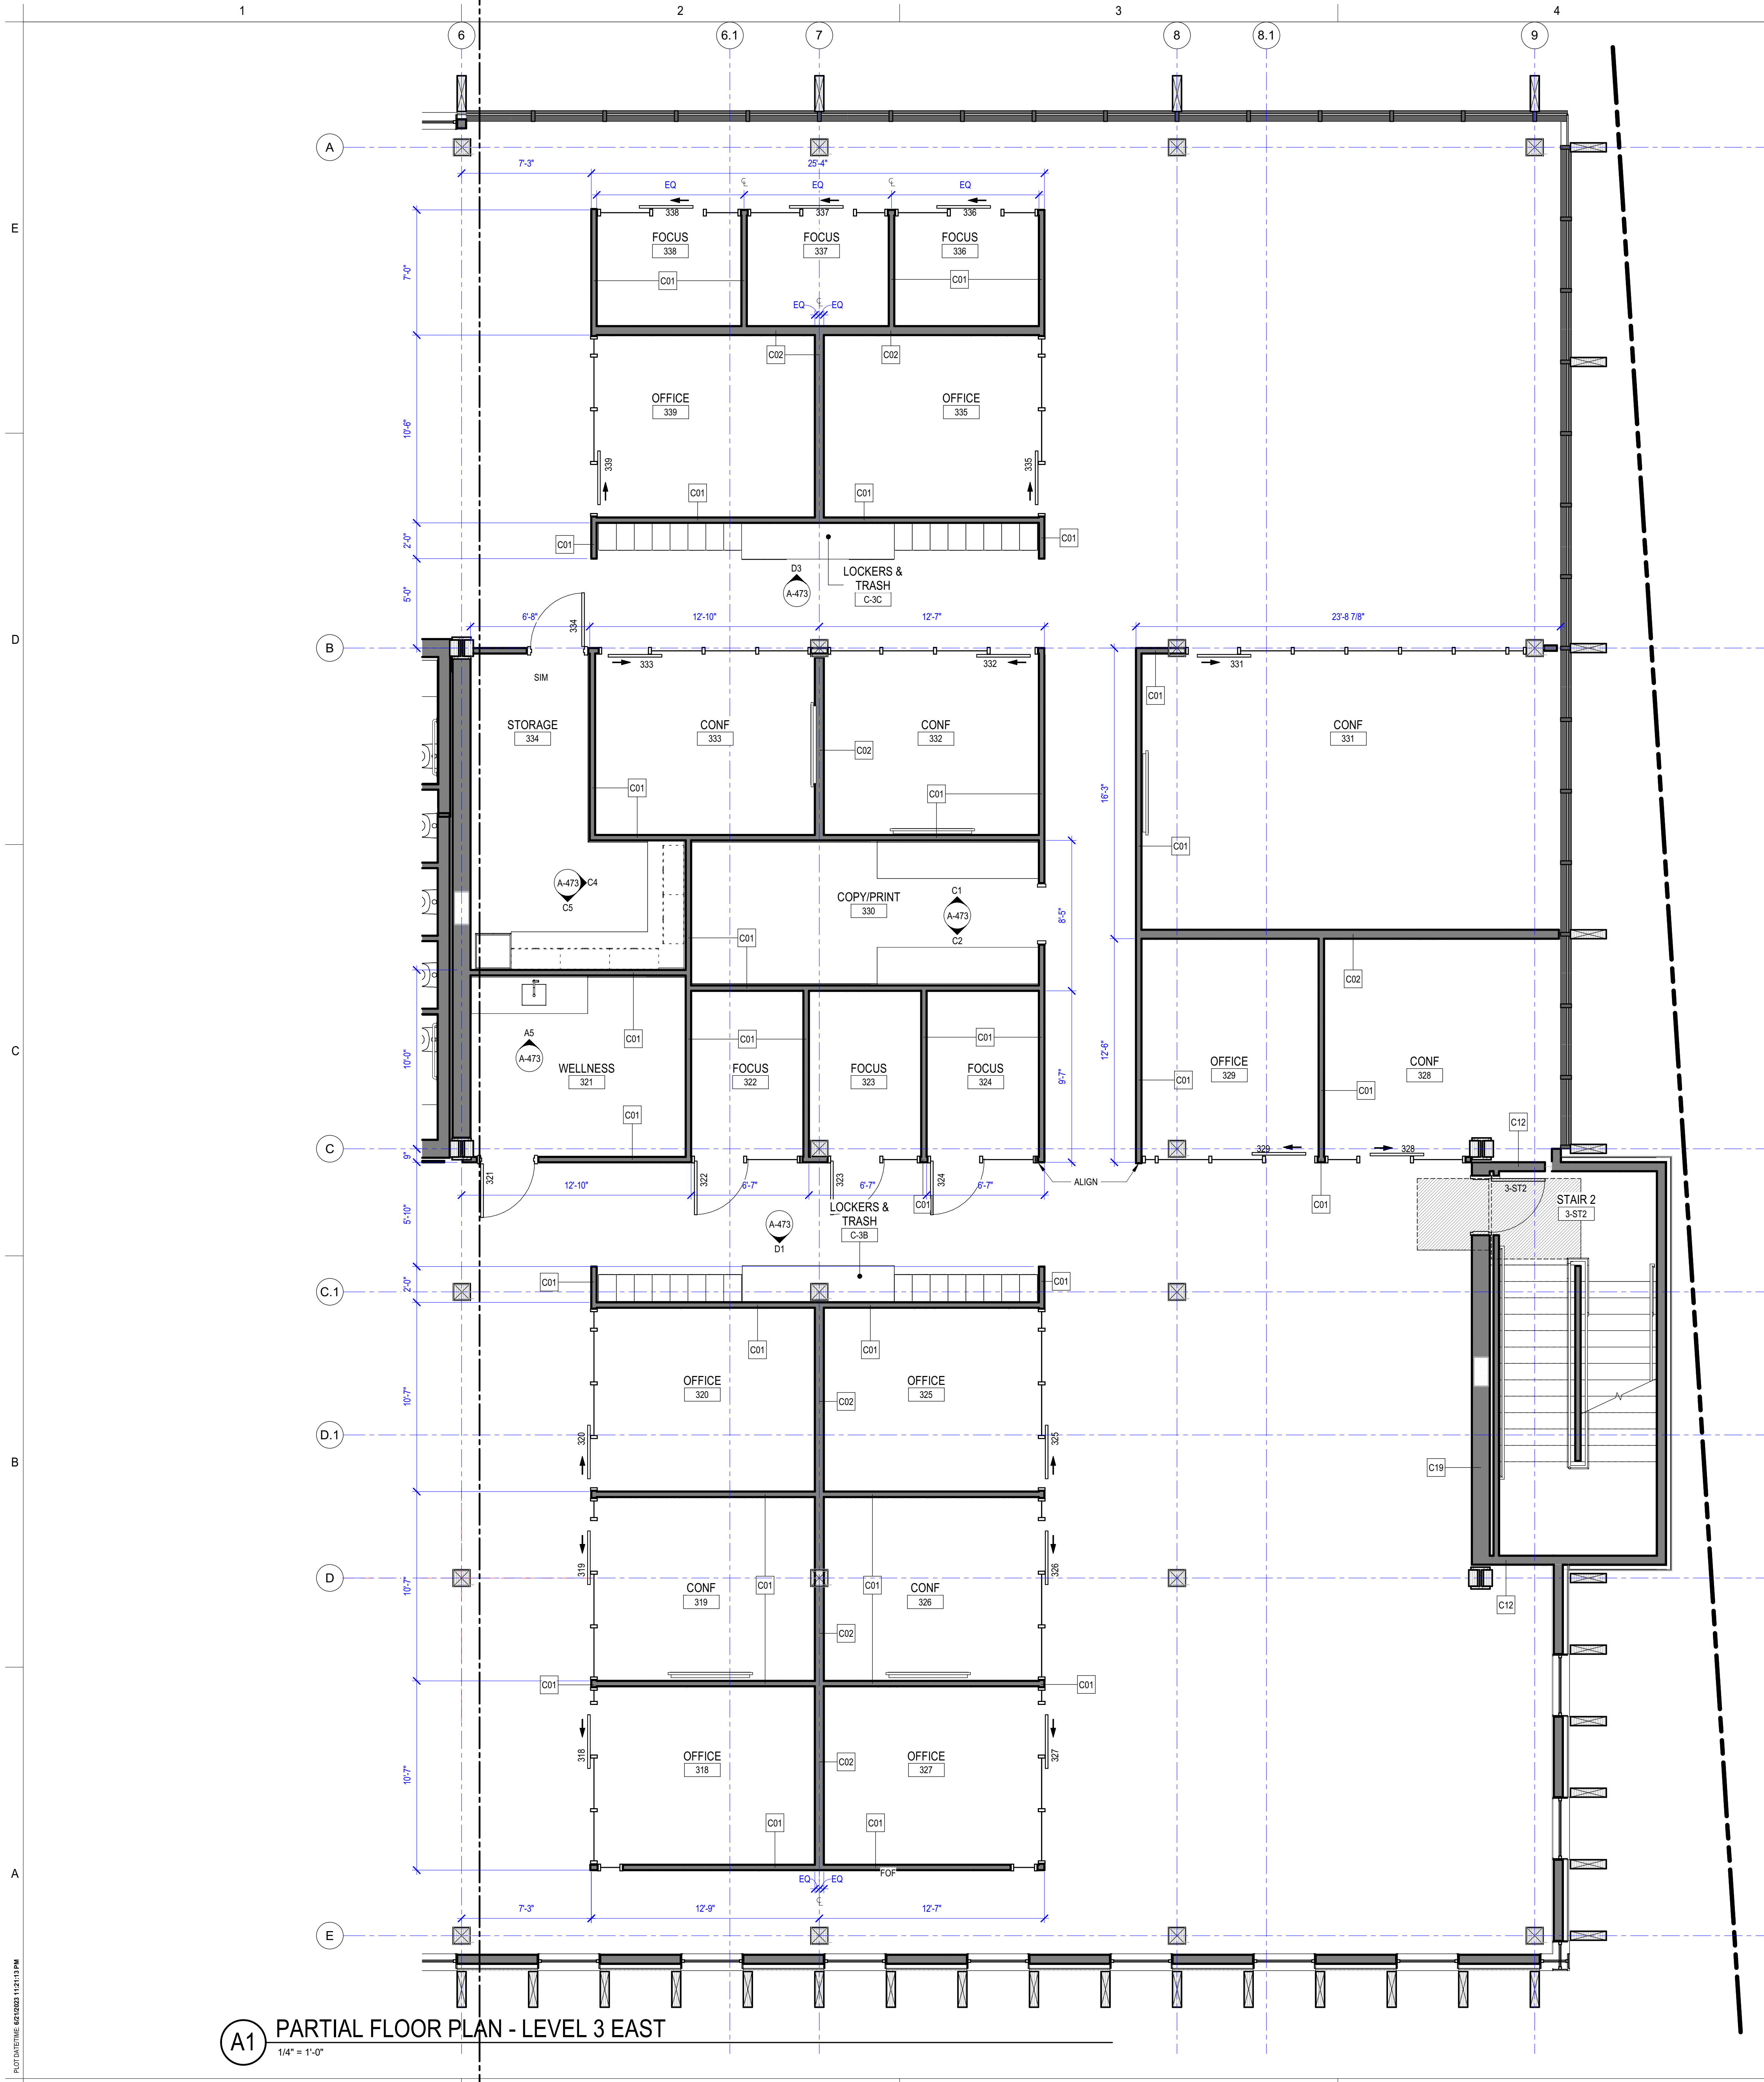 1 2 3 4
6 6.1 7 8 8.1 9
A
7'-3" 25'-4"
EQ EQ EQ
℄ ℄
338 337 336
E
FOCUS FOCUS FOCUS
338 337 336
7'-0"
C01 C01
EQ ℄ EQ
C02 C02
OFFICE OFFICE
339 335
10'-6"
339 335
C01 C01
2'-0"
C01 C01
D3
A-473
LOCKERS &
TRASH
C-3C
5'-0"
6'-8" 12'-10" 12'-7" 23'-8 7/8"
334
D
B
333 332 331
SIM
C01
STORAGE CONF CONF CONF
334 333 332 331
C02
C01 C01 16'-3"
C01
A-473 C4
C5
COPY/PRINT
330
C1
A-473
C2
8'-5"
C01
C02
C
10'-0"
A5
A-473
C01 C01 C01
12'-6"
WELLNESS FOCUS FOCUS FOCUS OFFICE CONF
321 322 323 324 329 328
9'-7"
C01 C01
C01
C12
C
9"
329 328
321 322 323 324
12'-10" 6'-7" 6'-7" 6'-7"
ALIGN
C01
C01
3-ST2
STAIR 2
3-ST2
5'-10"
LOCKERS &
TRASH
C-3B
A-473
D1
C01 C01
C.1
2'-0"
C01 C01
OFFICE OFFICE
320 325
10'-7"
C02
D.1
320 325
B
C19
319 326
D
10'-7"
C01 C01
CONF CONF
319 326
C12
C02
C01 C01
318 327
OFFICE OFFICE
318 327
C02
10'-7"
C01 C01
A
FOF
EQ EQ
℄
7'-3" 12'-9" 12'-7"
E
A1
PARTIAL FLOOR PLAN - LEVEL 3 EAST
1/4" = 1'-0"
PLOT DATE/TIME: 6/21/2023 11:21:13 PM